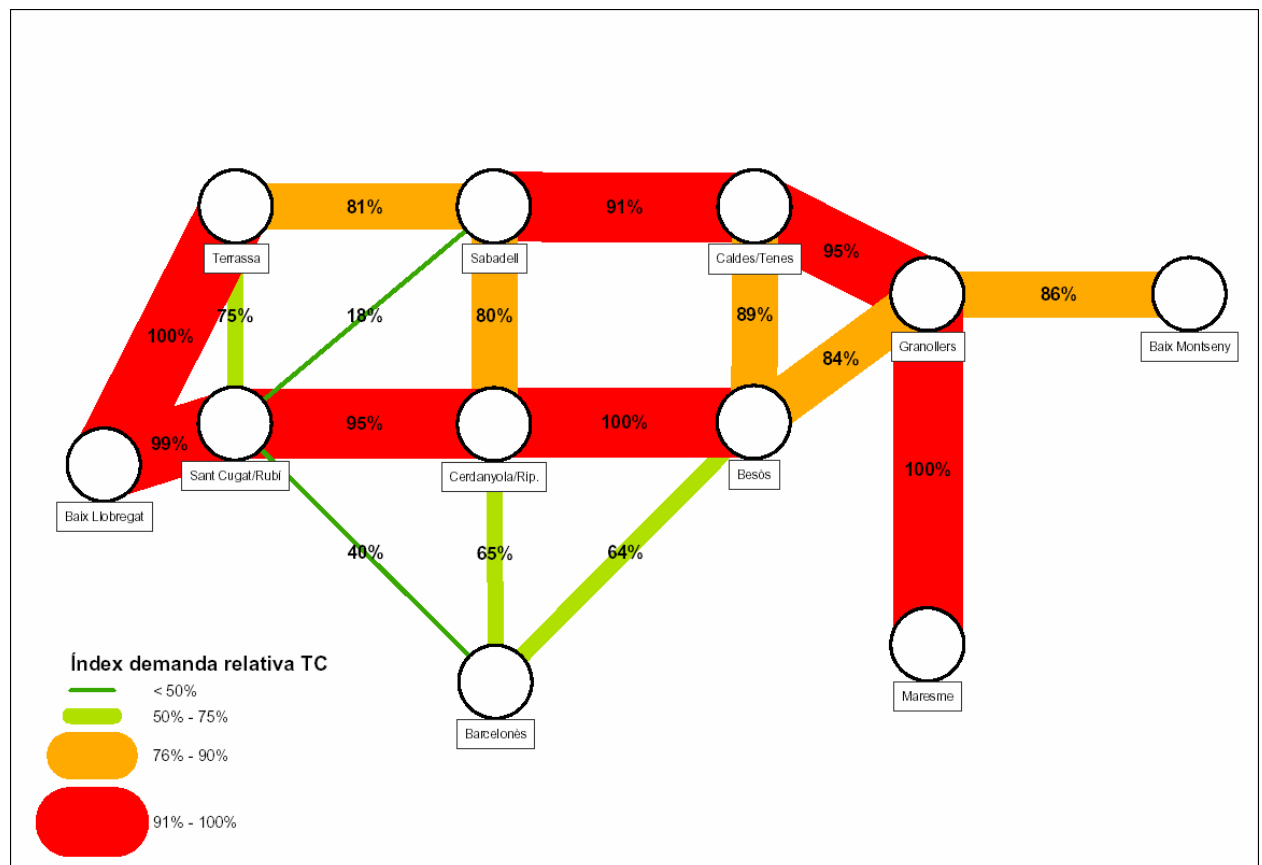 81%
91%
Terrassa
Sabadell
Caldes/Tenes
95%
86%
100%
75%
18%
80%
89%
84%
Granollers
Baix Montseny
99%
95%
100%
100%
Sant Cugat/Rubí
Cerdanyola/Rip.
Besòs
Baix Llobregat
40%
65%
64%
Índex demanda relativa TC
< 50%
50% - 75%
76% - 90%
91% - 100%
Barcelonès
Maresme